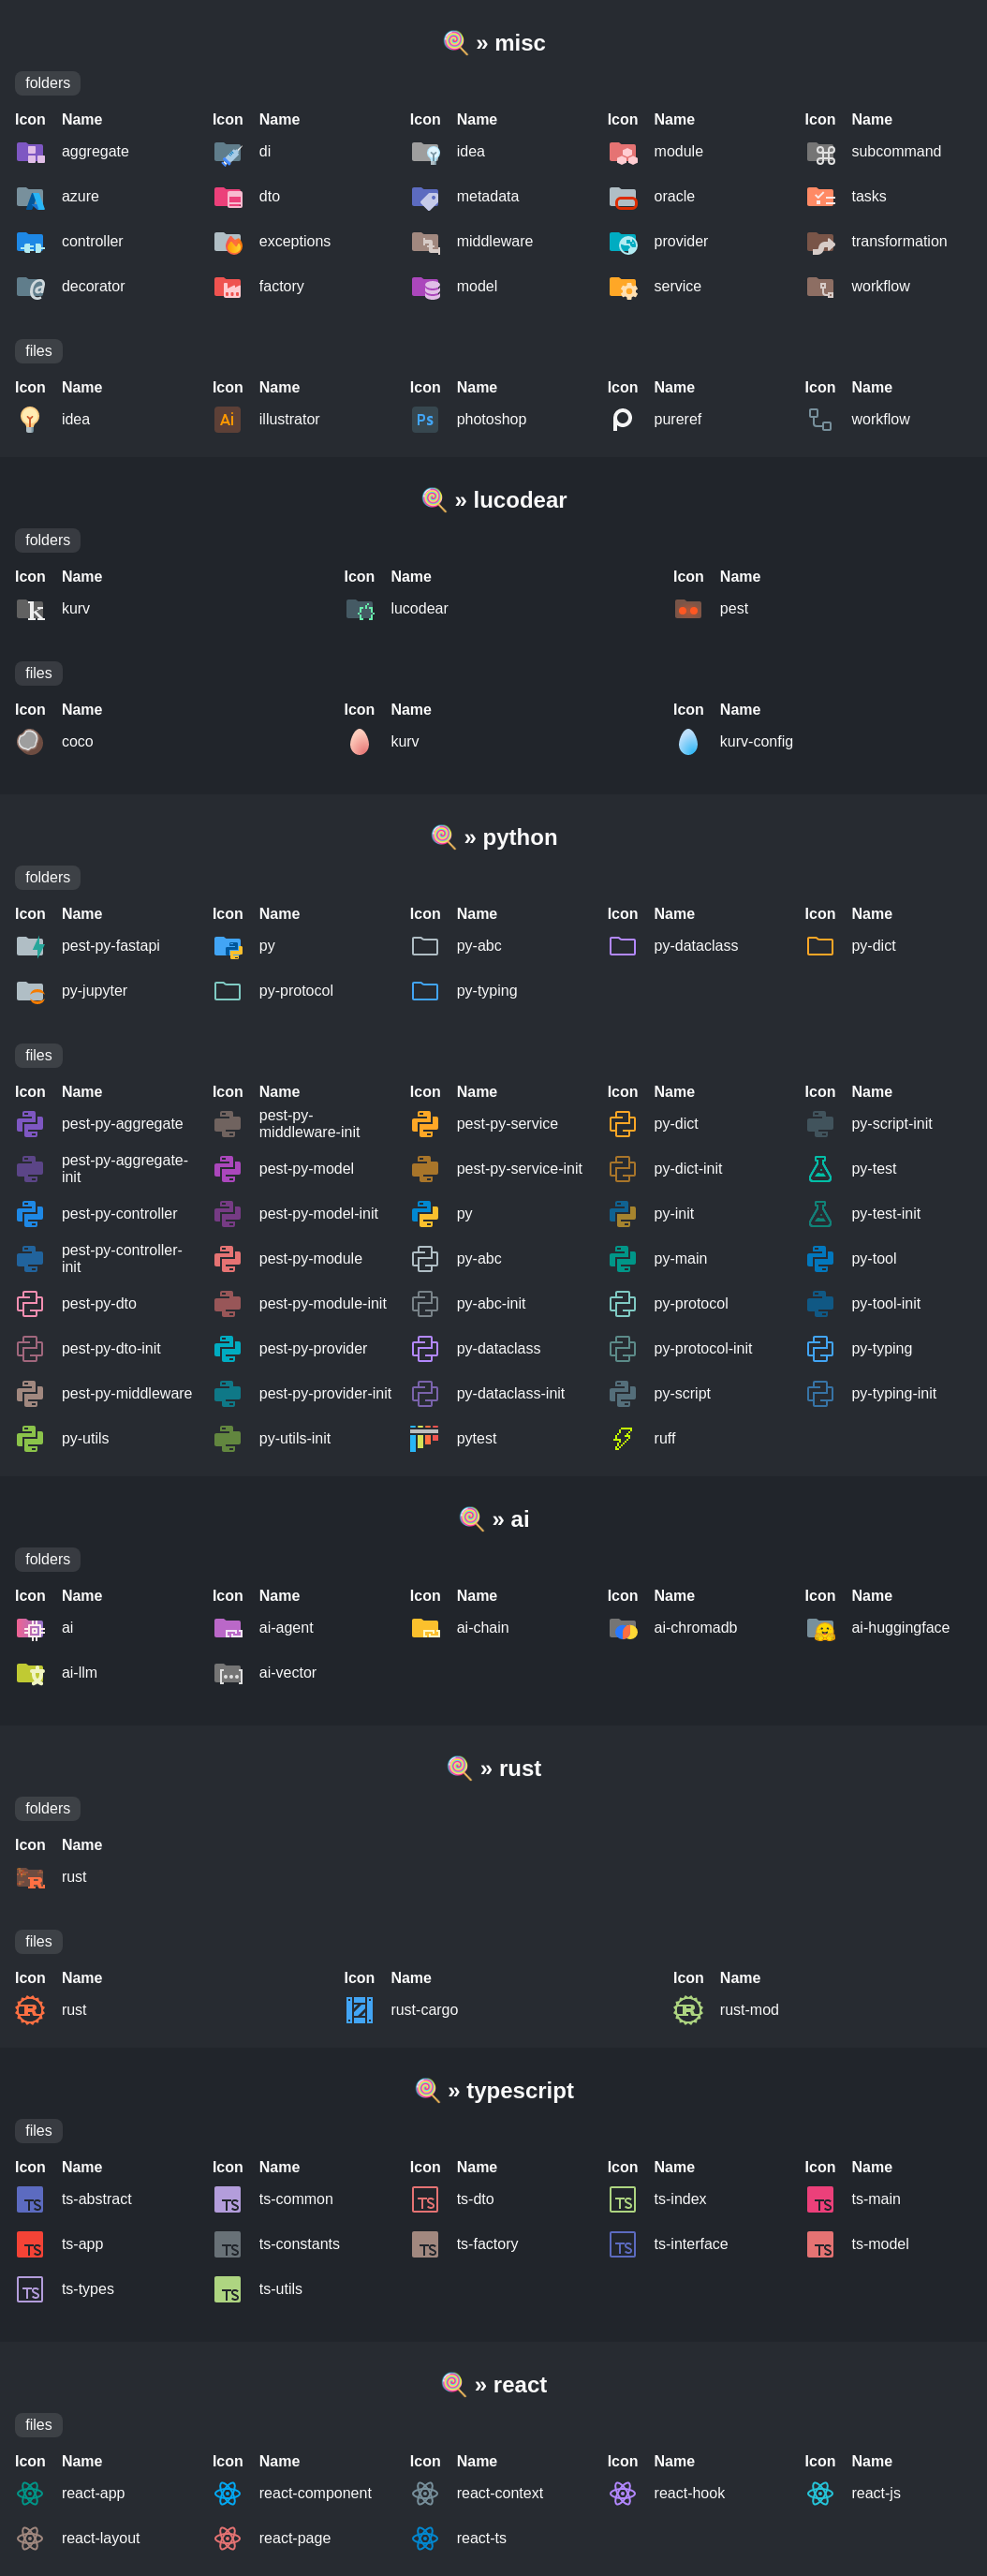 » misc
folders
Icon Name Icon Name Icon Name Icon Name Icon Name
aggregate di idea module subcommand
azure dto metadata oracle tasks
controller exceptions middleware provider transformation
decorator factory model service workflow
files
Icon Name Icon Name Icon Name Icon Name Icon Name
idea Ai illustrator Ps photoshop pureref workflow
» lucodear
folders
Icon Name Icon Name Icon Name
k kurv lucodear pest
files
Icon Name Icon Name Icon Name
coco kurv kurv-config
» python
folders
Icon Name Icon Name Icon Name Icon Name Icon Name
pest-py-fastapi py py-abc py-dataclass py-dict
py-jupyter py-protocol py-typing
files
Icon Name Icon Name Icon Name Icon Name Icon Name
pest-py-aggregate pest-py-middleware-init pest-py-service py-dict py-script-init
pest-py-aggregate-init pest-py-model pest-py-service-init py-dict-init py-test
pest-py-controller pest-py-model-init py py-init py-test-init
pest-py-controller-init pest-py-module py-abc py-main py-tool
pest-py-dto pest-py-module-init py-abc-init py-protocol py-tool-init
pest-py-dto-init pest-py-provider py-dataclass py-protocol-init py-typing
pest-py-middleware pest-py-provider-init py-dataclass-init py-script py-typing-init
py-utils py-utils-init pytest ruff
» ai
folders
Icon Name Icon Name Icon Name Icon Name Icon Name
ai ai-agent ai-chain ai-chromadb ai-huggingface
ai-llm ai-vector
» rust
folders
Icon Name
R rust
files
Icon Name Icon Name Icon Name
R rust rust-cargo R rust-mod
» typescript
files
Icon Name Icon Name Icon Name Icon Name Icon Name
TS ts-abstract TS ts-common TS ts-dto TS ts-index TS ts-main
TS ts-app TS ts-constants TS ts-factory TS ts-interface TS ts-model
TS ts-types TS ts-utils
» react
files
Icon Name Icon Name Icon Name Icon Name Icon Name
react-app react-component react-context react-hook react-js
react-layout react-page react-ts